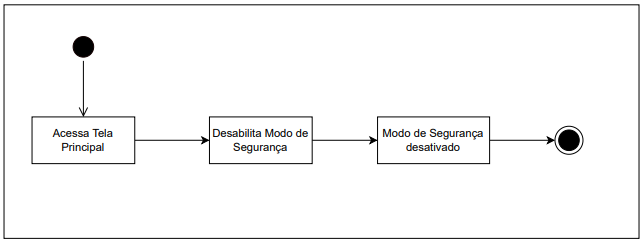 Acessa Tela
Principal
Desabilita Modo de
Segurança
Modo de Segurança
desativado